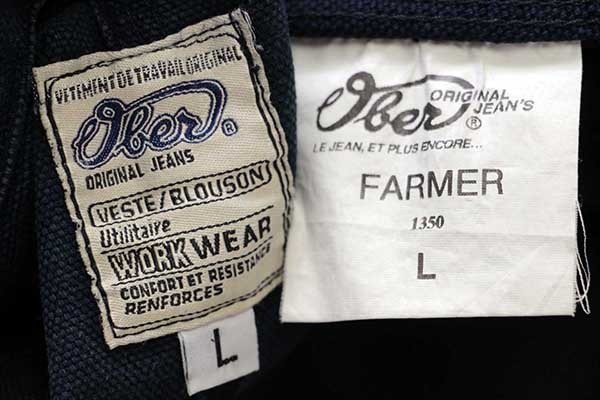 VETEMENT DE TRAVAIL ORIGINAL
Ober®
ORIGINAL JEANS
VESTE/BLOUSON
Utilitaire
WORK WEAR
CONFORT ET RESISTANCE
RENFORCES
L
Ober®
ORIGINAL
JEAN'S
LE JEAN, ET PLUS ENCORE...
FARMER
1350
L